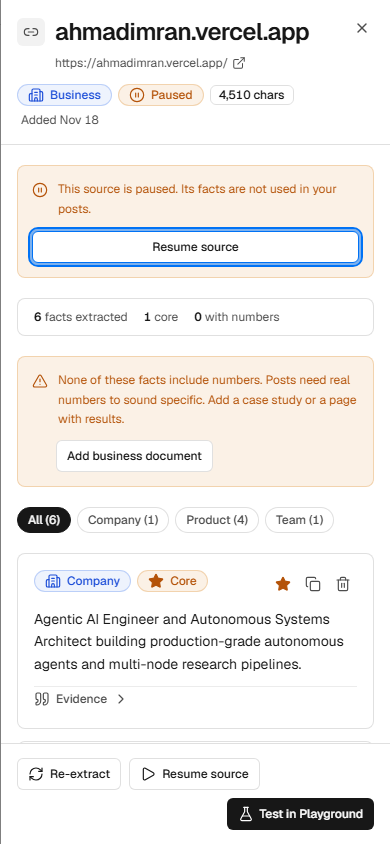 ahmadimran.vercel.app
https://ahmadimran.vercel.app/
Business
Paused
4,510 chars
Added Nov 18
This source is paused. Its facts are not used in your
posts.
Resume source
6 facts extracted 1 core 0 with numbers
None of these facts include numbers. Posts need real
numbers to sound specific. Add a case study or a page
with results.
Add business document
All (6)
Company (1)
Product (4)
Team (1)
Company
Core
Agentic AI Engineer and Autonomous Systems
Architect building production-grade autonomous
agents and multi-node research pipelines.
Evidence
Re-extract
Resume source
Test in Playground